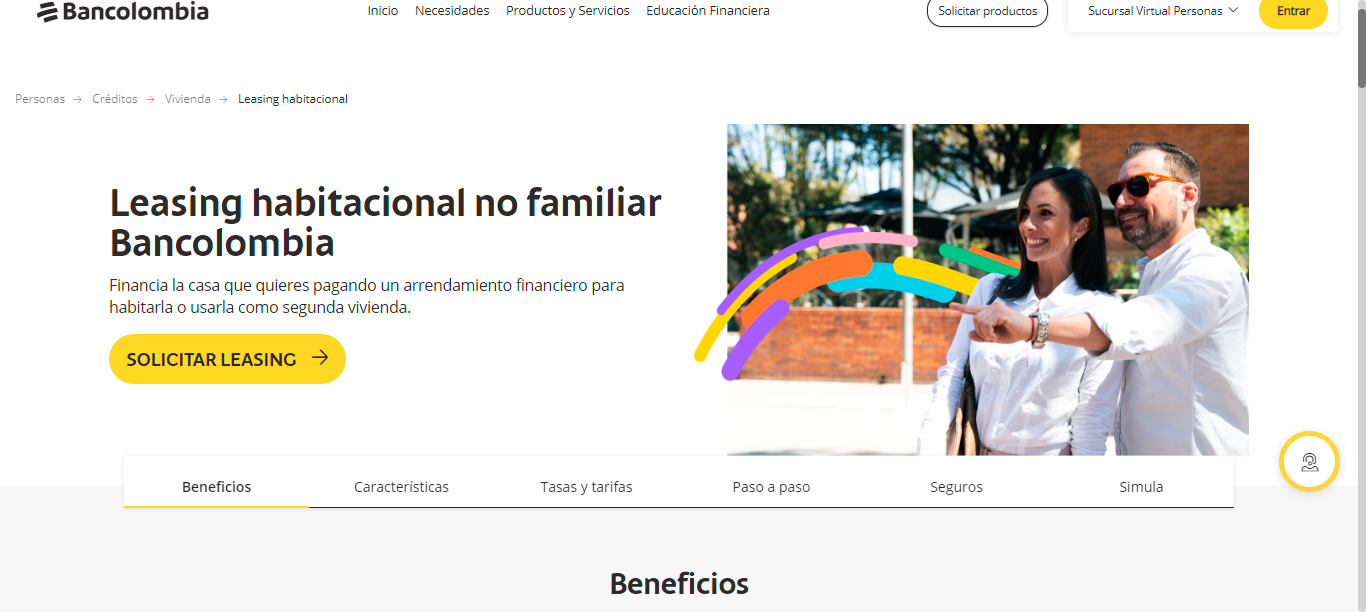 Bancolombia
Inicio Necesidades Productos y Servicios Educación Financiera
Solicitar productos
Sucursal Virtual Personas
Entrar
Personas → Créditos → Vivienda → Leasing habitacional
Leasing habitacional no familiar
Bancolombia
Financia la casa que quieres pagando un arrendamiento financiero para
habitarla o usarla como segunda vivienda.
SOLICITAR LEASING →
Beneficios Características Tasas y tarifas Paso a paso Seguros Simula
Beneficios